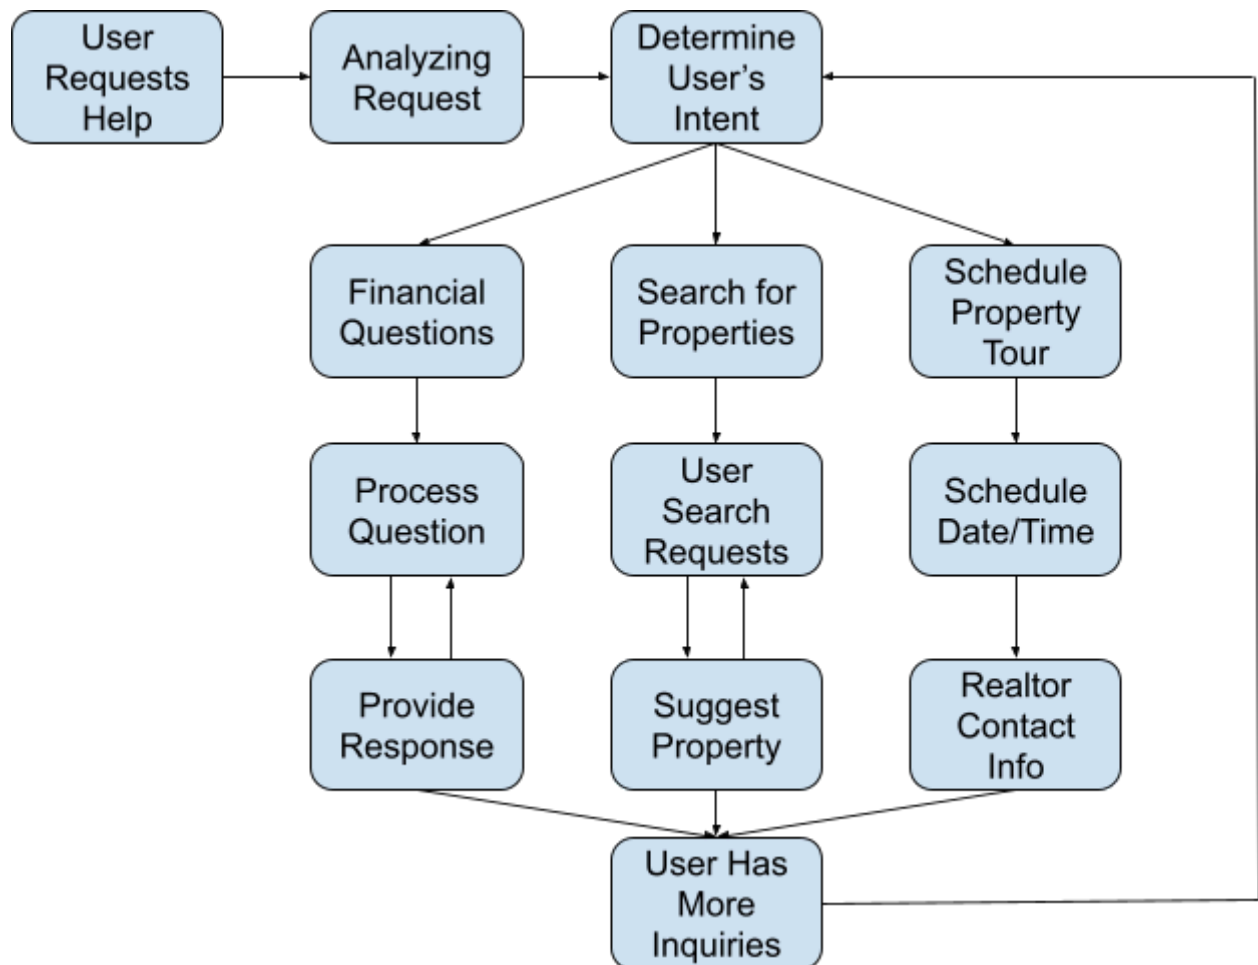 User
Requests
Help
Analyzing
Request
Determine
User's
Intent
Financial
Questions
Search for
Properties
Schedule
Property
Tour
Process
Question
User
Search
Requests
Schedule
Date/Time
Provide
Response
Suggest
Property
Realtor
Contact
Info
User Has
More
Inquiries